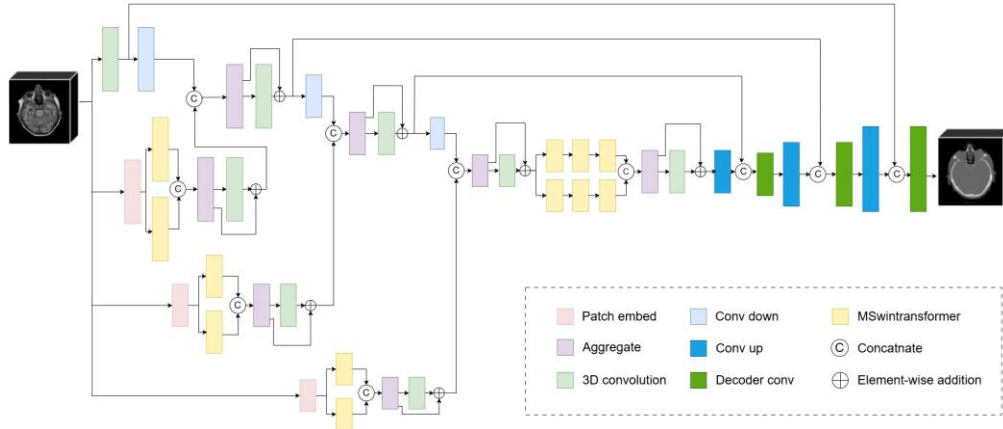 C
C
C
C
C
C
C
C
C
C
C
Patch embed
Conv down
MSwintransformer
Aggregate
Conv up
C
Concatnate
3D convolution
Decoder conv
Element-wise addition